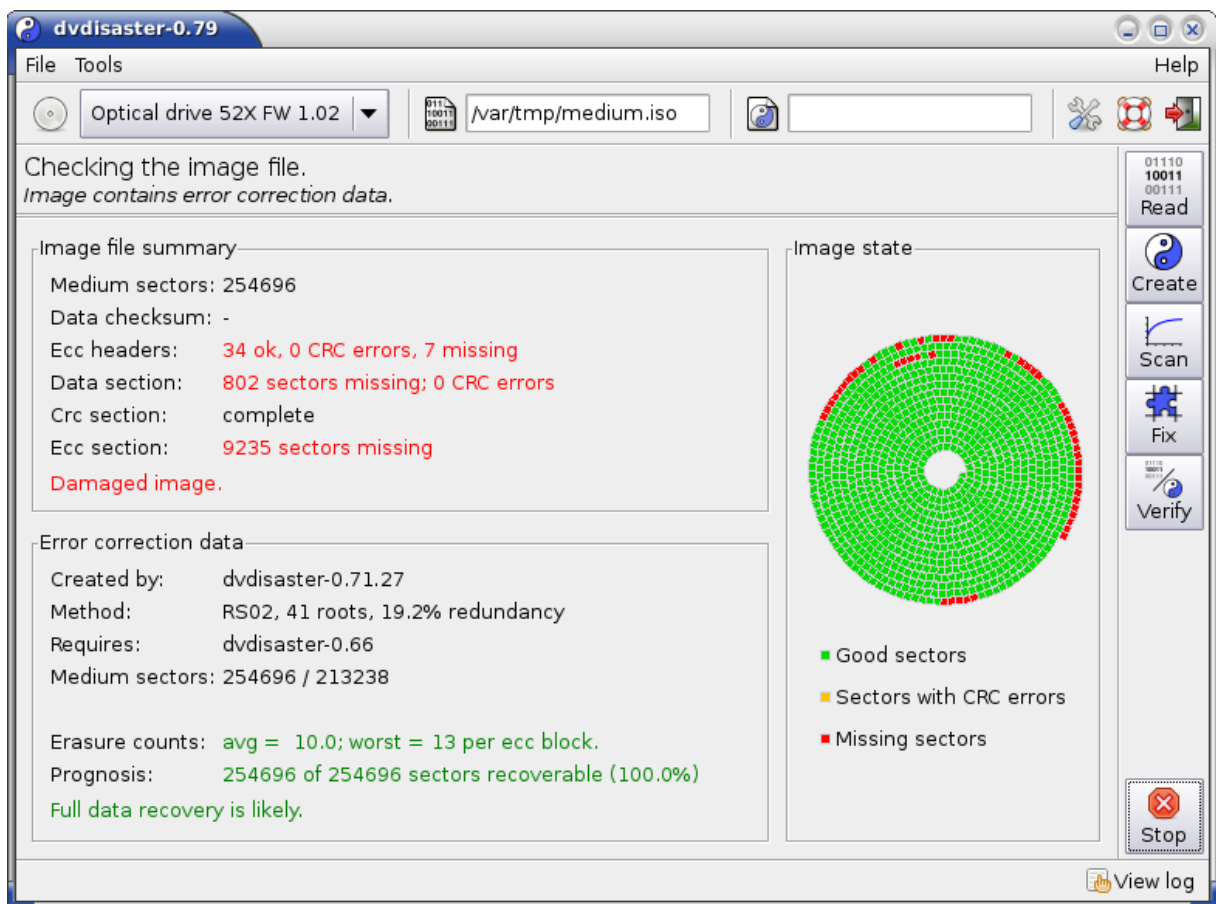 dvdisaster-0.79
File Tools Help
Optical drive 52X FW 1.02 /var/tmp/medium.iso
Checking the image file.
Image contains error correction data.
01110
10011
00111
Read
Create
Scan
Fix
Verify
Image file summary
Medium sectors: 254696
Data checksum: -
Ecc headers: 34 ok, 0 CRC errors, 7 missing
Data section: 802 sectors missing; 0 CRC errors
Crc section: complete
Ecc section: 9235 sectors missing
Damaged image.
Error correction data
Created by: dvdisaster-0.71.27
Method: RS02, 41 roots, 19.2% redundancy
Requires: dvdisaster-0.66
Medium sectors: 254696 / 213238
Erasure counts: avg = 10.0; worst = 13 per ecc block.
Prognosis: 254696 of 254696 sectors recoverable (100.0%)
Full data recovery is likely.
Image state
Good sectors
Sectors with CRC errors
Missing sectors
Stop
View log